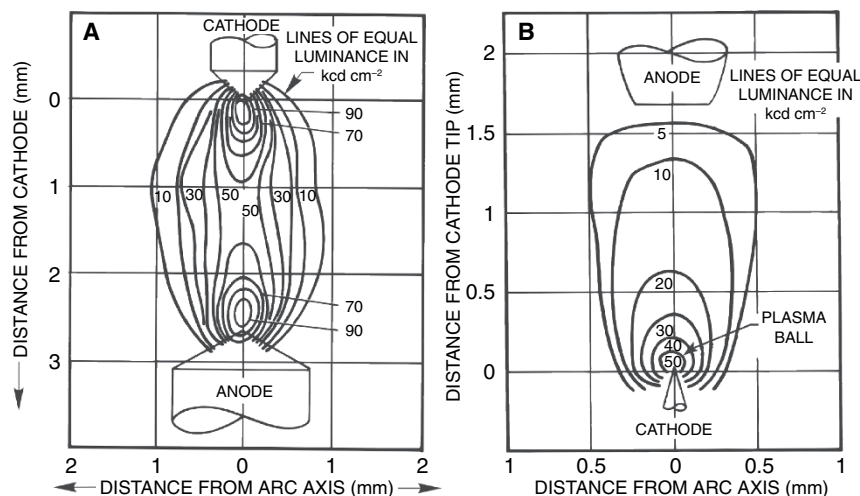 A
CATHODE
LINES OF EQUAL
LUMINANCE IN
kcd cm⁻²
0
90
70
1
10
30
50
50
30
10
2
70
90
3
ANODE
2
1
0
1
2
DISTANCE FROM ARC AXIS (mm)
DISTANCE FROM CATHODE (mm)
B
2
ANODE
LINES OF EQUAL
LUMINANCE IN
kcd cm⁻²
1.5
5
10
1
20
0.5
30
PLASMA
BALL
40
50
0
CATHODE
1
0.5
0
0.5
1
DISTANCE FROM ARC AXIS (mm)
DISTANCE FROM CATHODE TIP (mm)